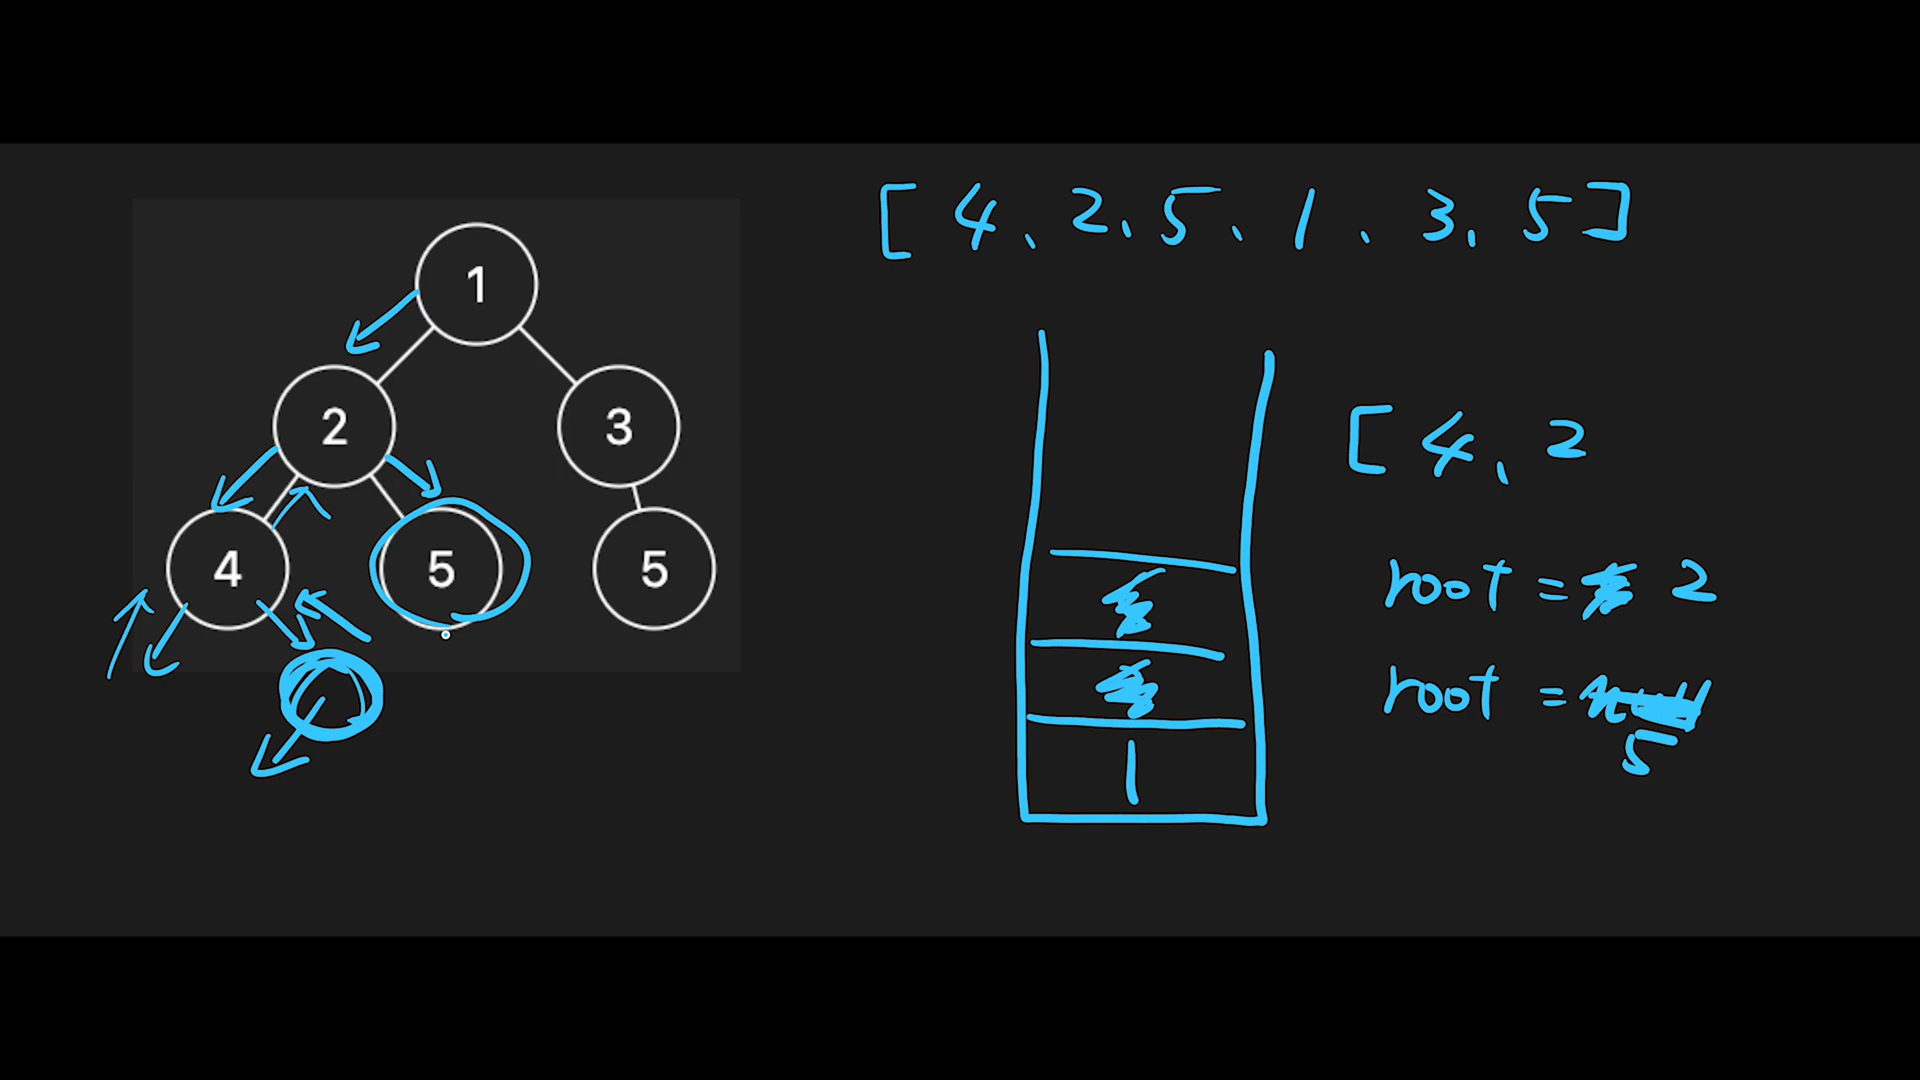 [4、2、5、1、3、5]
1
2 3
4 5 5
[4、2
root = 2
root =
5
1